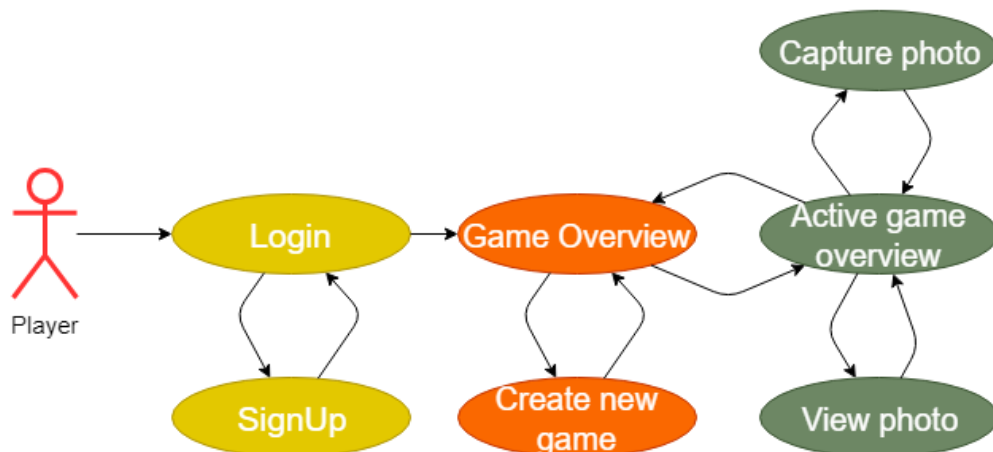 Capture photo
Login
Game Overview
Active game
overview
Player
SignUp
Create new
game
View photo